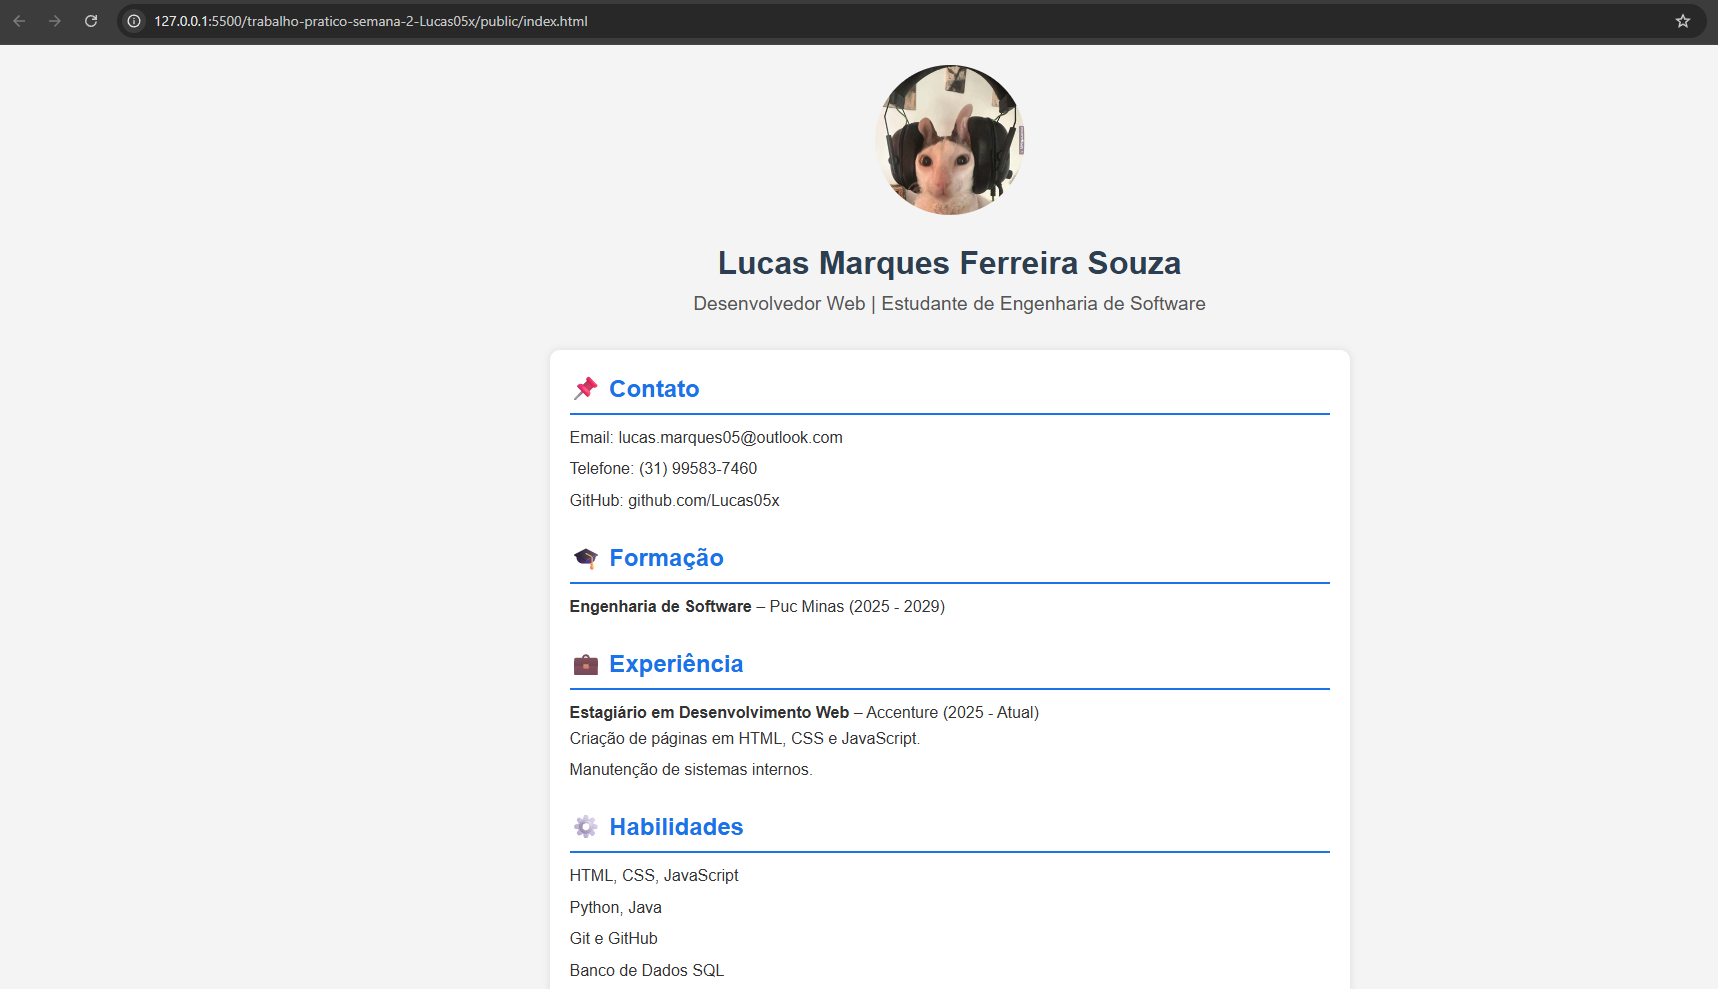 127.0.0.1:5500/trabalho-pratico-semana-2-Lucas05x/public/index.html
Lucas Marques Ferreira Souza
Desenvolvedor Web | Estudante de Engenharia de Software
Contato
Email: lucas.marques05@outlook.com
Telefone: (31) 99583-7460
GitHub: github.com/Lucas05x
Formação
Engenharia de Software – Puc Minas (2025 - 2029)
Experiência
Estagiário em Desenvolvimento Web – Accenture (2025 - Atual)
Criação de páginas em HTML, CSS e JavaScript.
Manutenção de sistemas internos.
Habilidades
HTML, CSS, JavaScript
Python, Java
Git e GitHub
Banco de Dados SQL